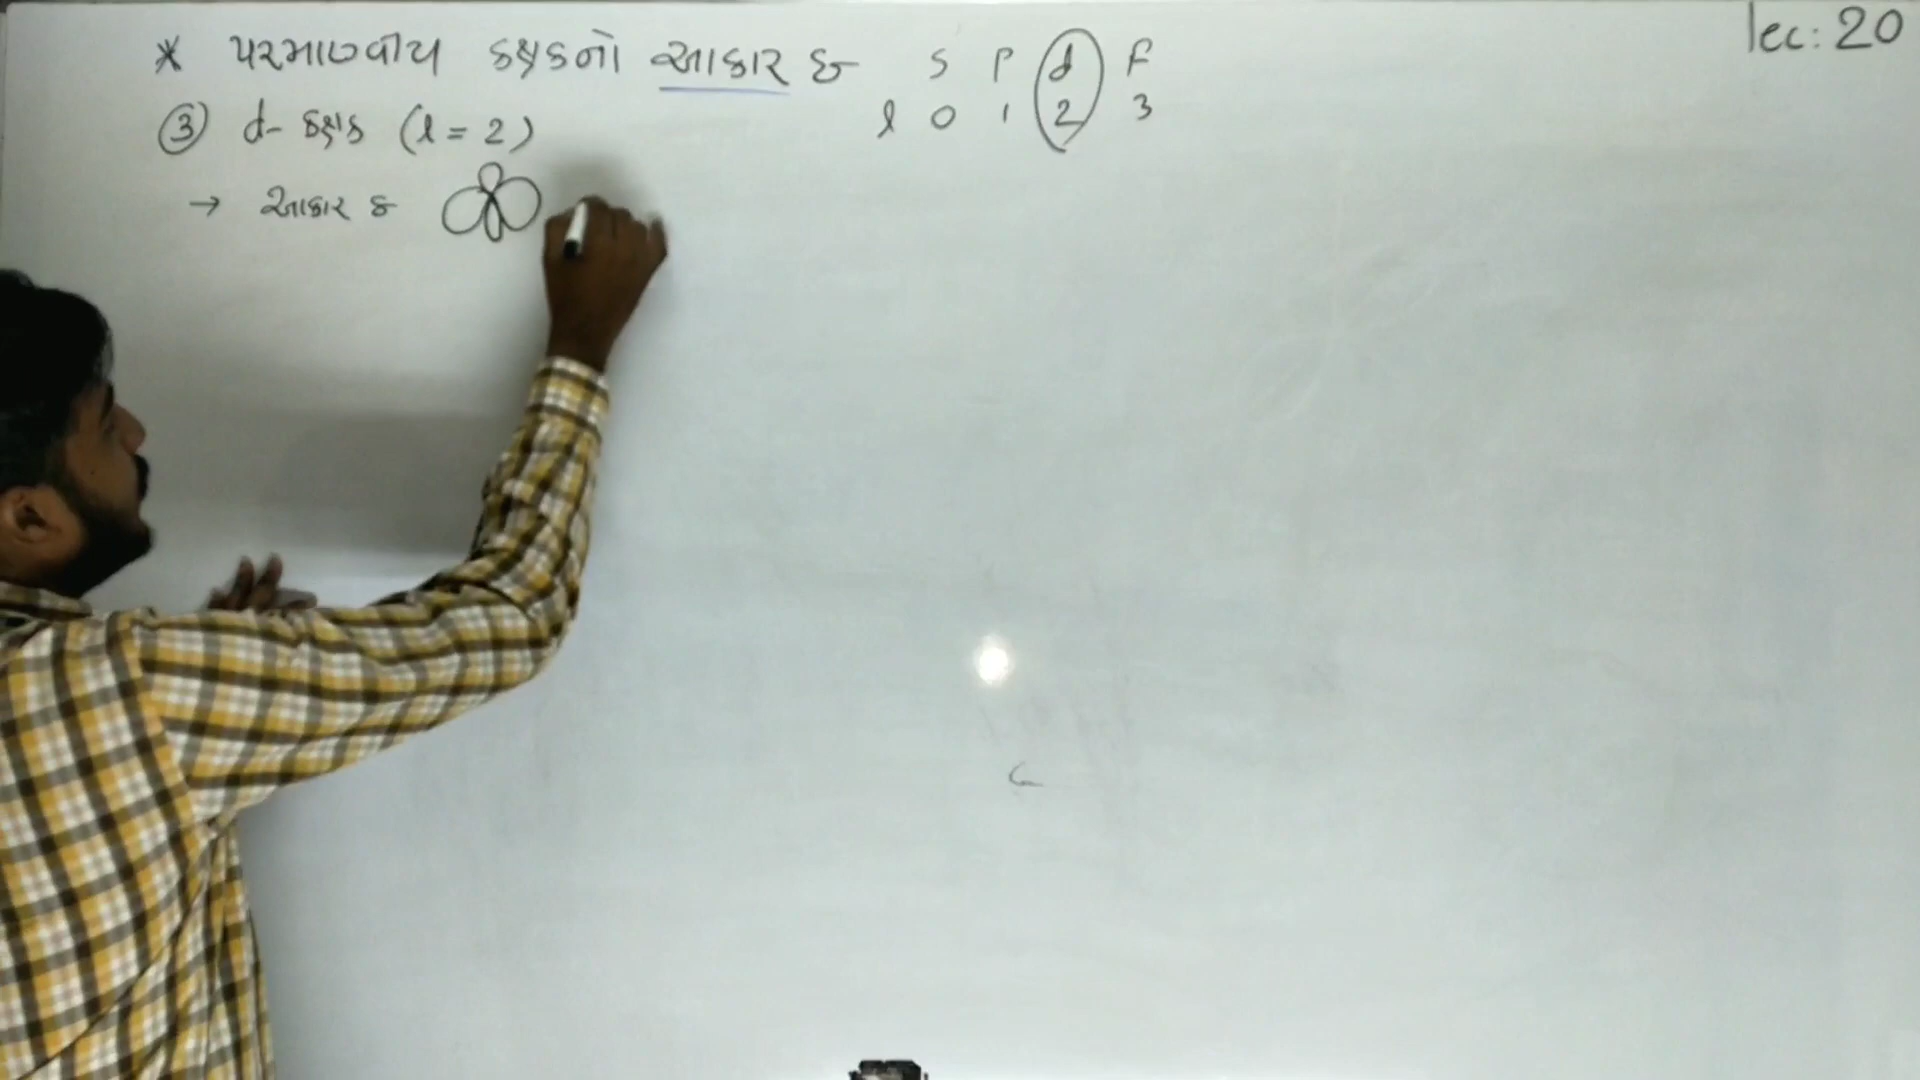 * પરમાણ્વીય કક્ષકનો આકાર : s p d f
l 0 1 2 3
lec: 20
③ d- કક્ષક (l = 2)
→ આકાર :